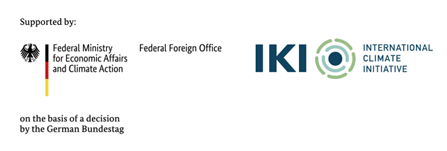 Supported by:
Federal Ministry
for Economic Affairs
and Climate Action
Federal Foreign Office
IKI
INTERNATIONAL
CLIMATE
INITIATIVE
on the basis of a decision
by the German Bundestag